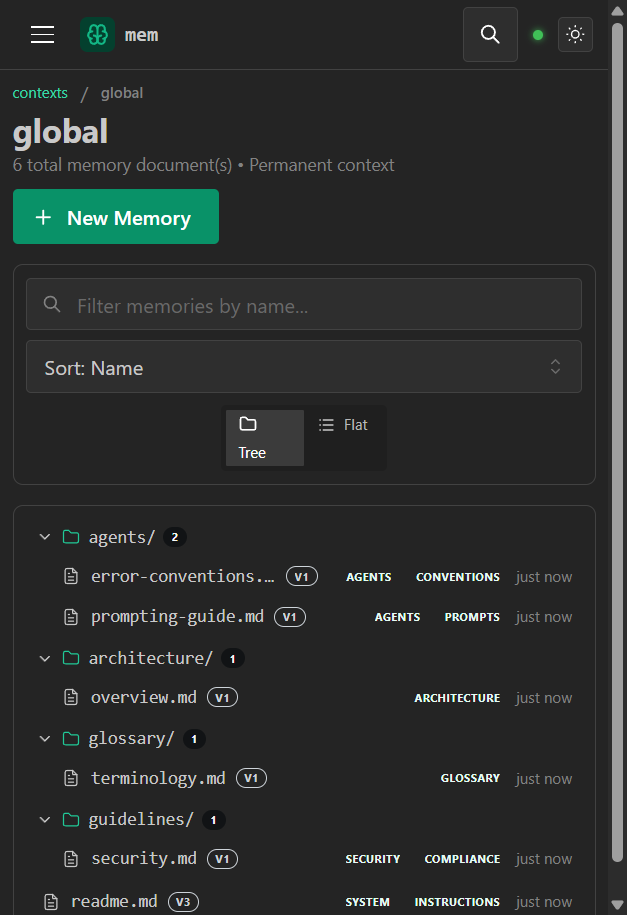 mem
contexts / global
global
6 total memory document(s) • Permanent context
+ New Memory
Filter memories by name...
Sort: Name
Tree
Flat
agents/ 2
error-conventions.... V1 AGENTS CONVENTIONS just now
prompting-guide.md V1 AGENTS PROMPTS just now
architecture/ 1
overview.md V1 ARCHITECTURE just now
glossary/ 1
terminology.md V1 GLOSSARY just now
guidelines/ 1
security.md V1 SECURITY COMPLIANCE just now
readme.md V3 SYSTEM INSTRUCTIONS just now